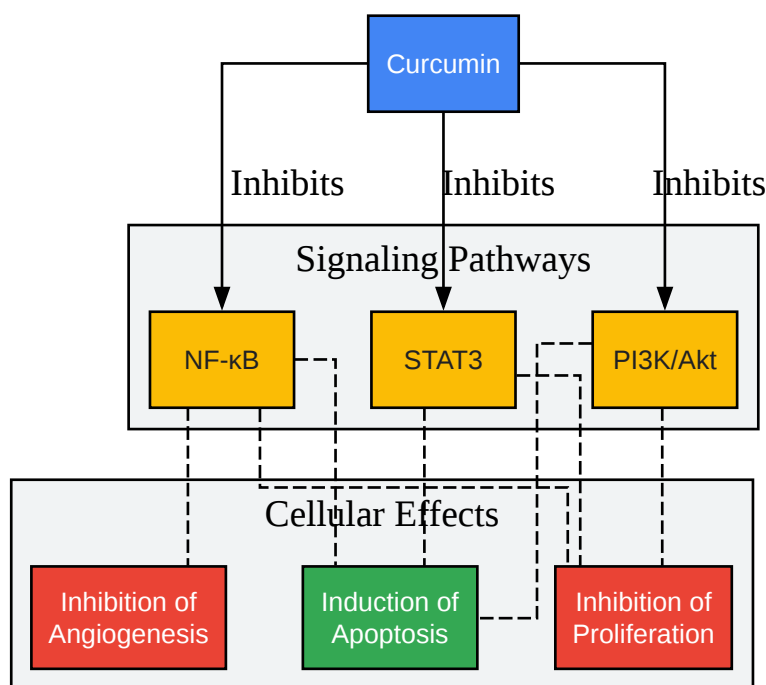 Curcumin
Inhibits Inhibits Inhibits
Signaling Pathways
NF-κB STAT3 PI3K/Akt
Cellular Effects
Inhibition of
Angiogenesis
Induction of
Apoptosis
Inhibition of
Proliferation